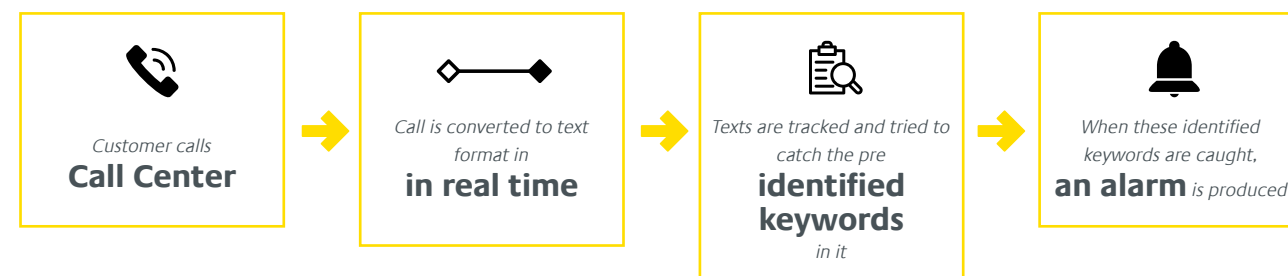 Customer calls
Call Center
Call is converted to text
format in
in real time
Texts are tracked and tried to
catch the pre
identified
keywords
in it
When these identified
keywords are caught,
an alarm is produced